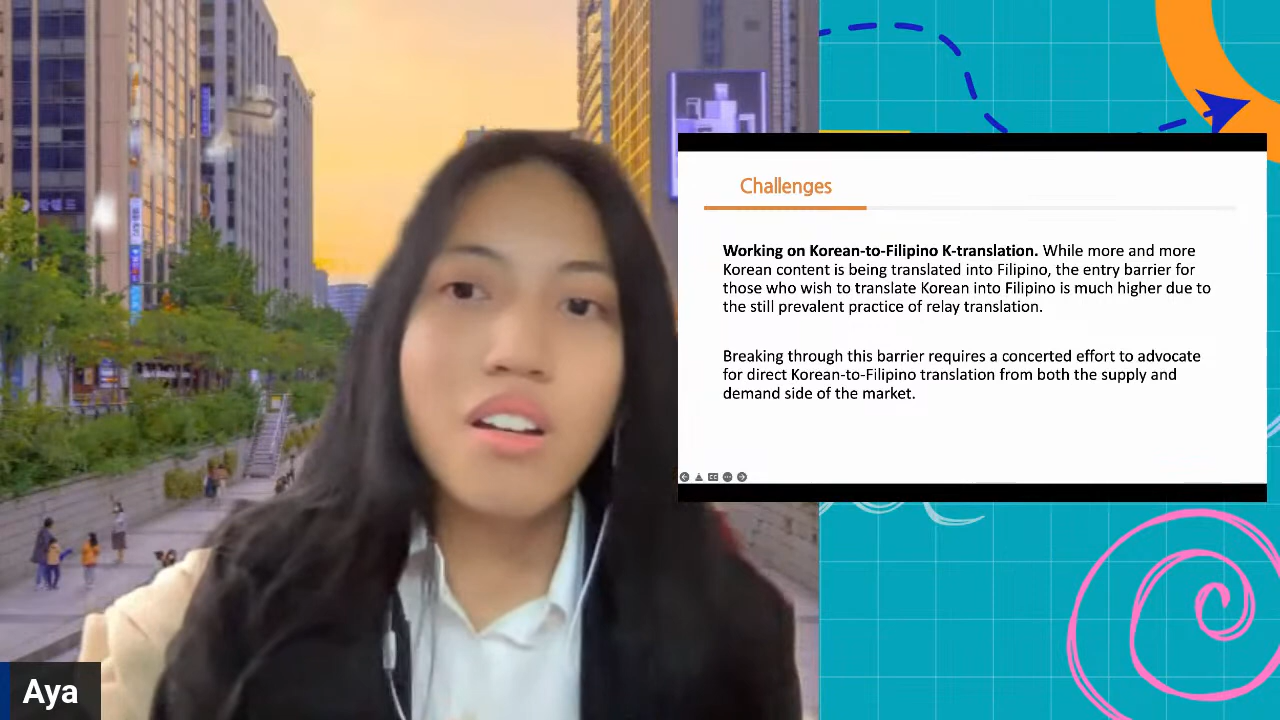 Challenges
Working on Korean-to-Filipino K-translation. While more and more
Korean content is being translated into Filipino, the entry barrier for
those who wish to translate Korean into Filipino is much higher due to
the still prevalent practice of relay translation.
Breaking through this barrier requires a concerted effort to advocate
for direct Korean-to-Filipino translation from both the supply and
demand side of the market.
Aya